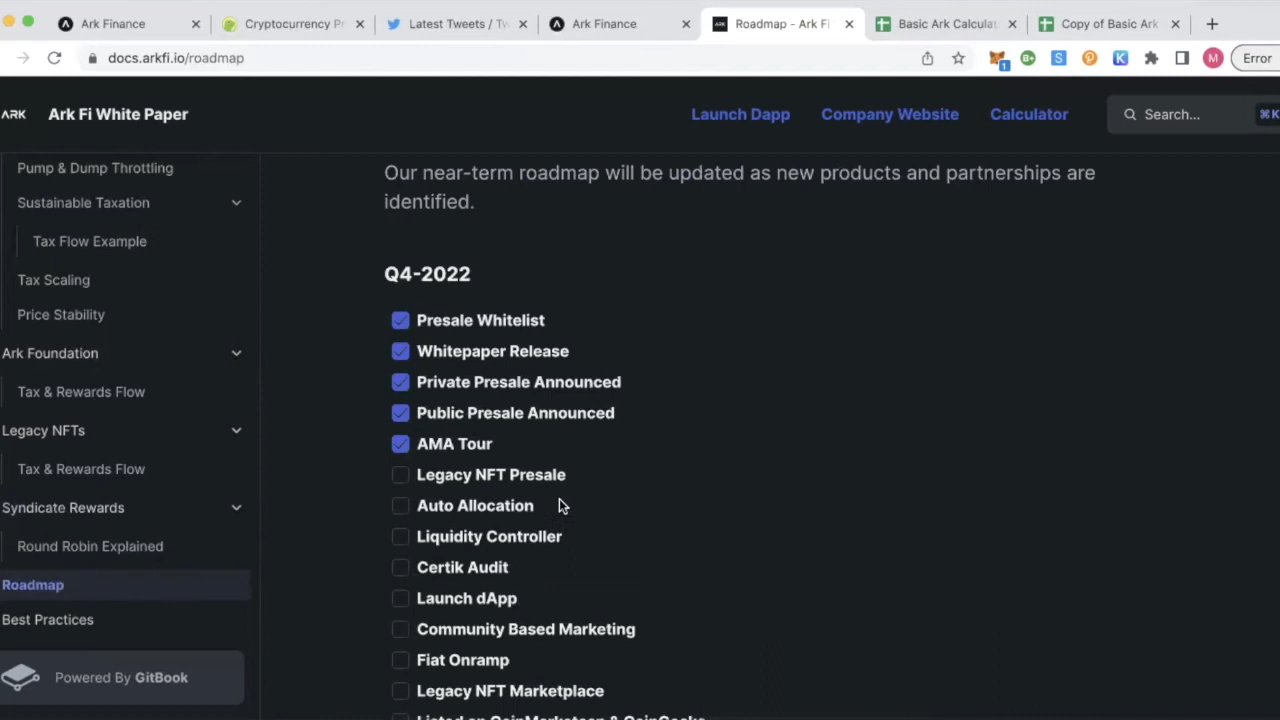 Ark Finance
Cryptocurrency Pr
Latest Tweets / Tw
Ark Finance
Roadmap - Ark Fi
Basic Ark Calculat
Copy of Basic Ark
docs.arkfi.io/roadmap
1
B+
S
P
K
M
Error
ARK
Ark Fi White Paper
Launch Dapp
Company Website
Calculator
Search...
⌘K
Pump & Dump Throttling
Sustainable Taxation
Tax Flow Example
Tax Scaling
Price Stability
Ark Foundation
Tax & Rewards Flow
Legacy NFTs
Tax & Rewards Flow
Syndicate Rewards
Round Robin Explained
Roadmap
Best Practices
Powered By GitBook
Our near-term roadmap will be updated as new products and partnerships are
identified.
Q4-2022
Presale Whitelist
Whitepaper Release
Private Presale Announced
Public Presale Announced
AMA Tour
Legacy NFT Presale
Auto Allocation
Liquidity Controller
Certik Audit
Launch dApp
Community Based Marketing
Fiat Onramp
Legacy NFT Marketplace